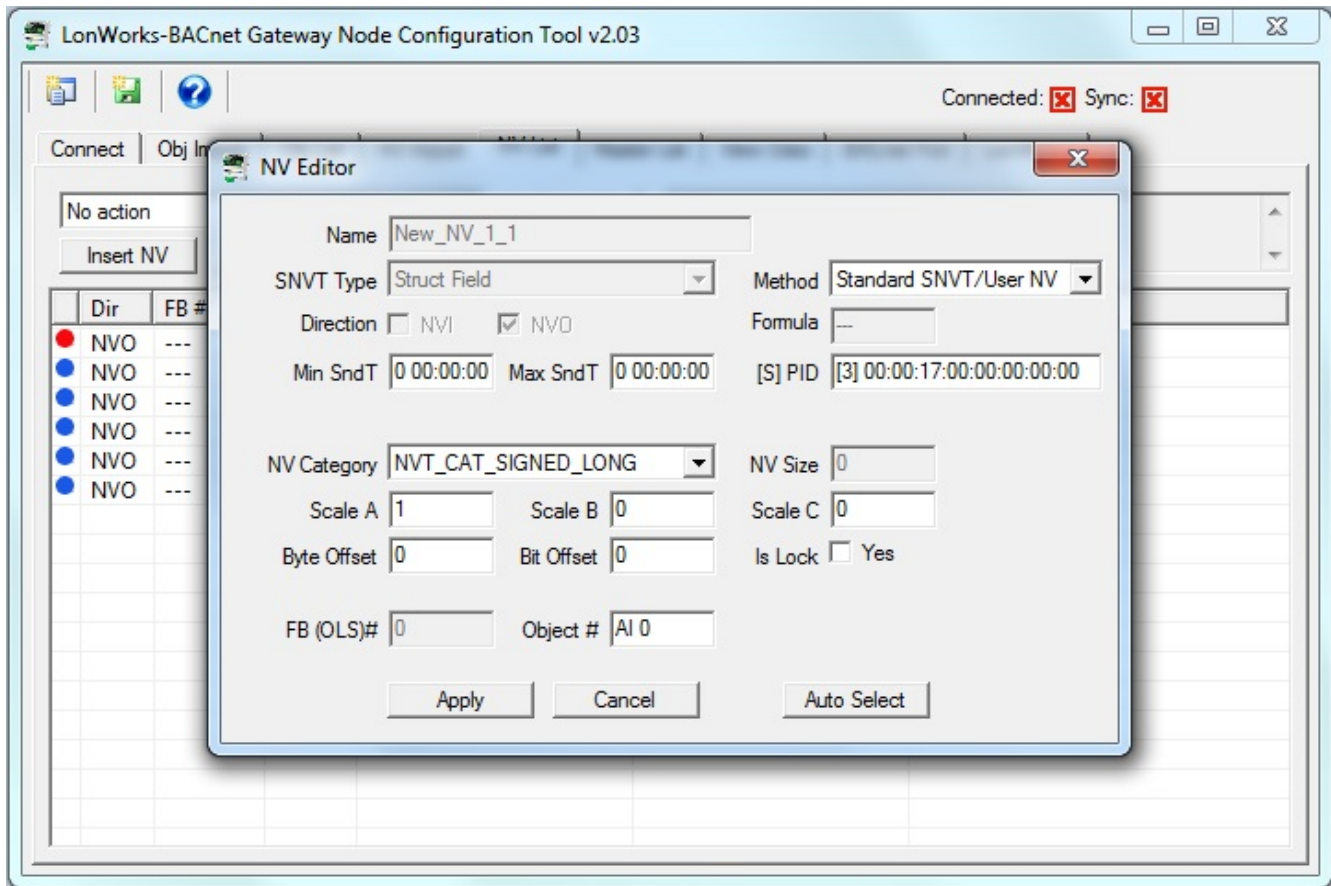 LonWorks-BACnet Gateway Node Configuration Tool v2.03
Connected: Sync:
Connect Obj
NV Editor
No action
Insert NV
Dir FB #
NVO ---
NVO ---
NVO ---
NVO ---
NVO ---
NVO ---
Name New_NV_1_1
SNVT Type Struct Field Method Standard SNVT/User NV
Direction NVI NVO Formula ---
Min SndT 0 00:00:00 Max SndT 0 00:00:00 [S] PID [3] 00:00:17:00:00:00:00:00
NV Category NVT_CAT_SIGNED_LONG NV Size 0
Scale A 1 Scale B 0 Scale C 0
Byte Offset 0 Bit Offset 0 Is Lock Yes
FB (OLS)# 0 Object # AI 0
Apply Cancel Auto Select